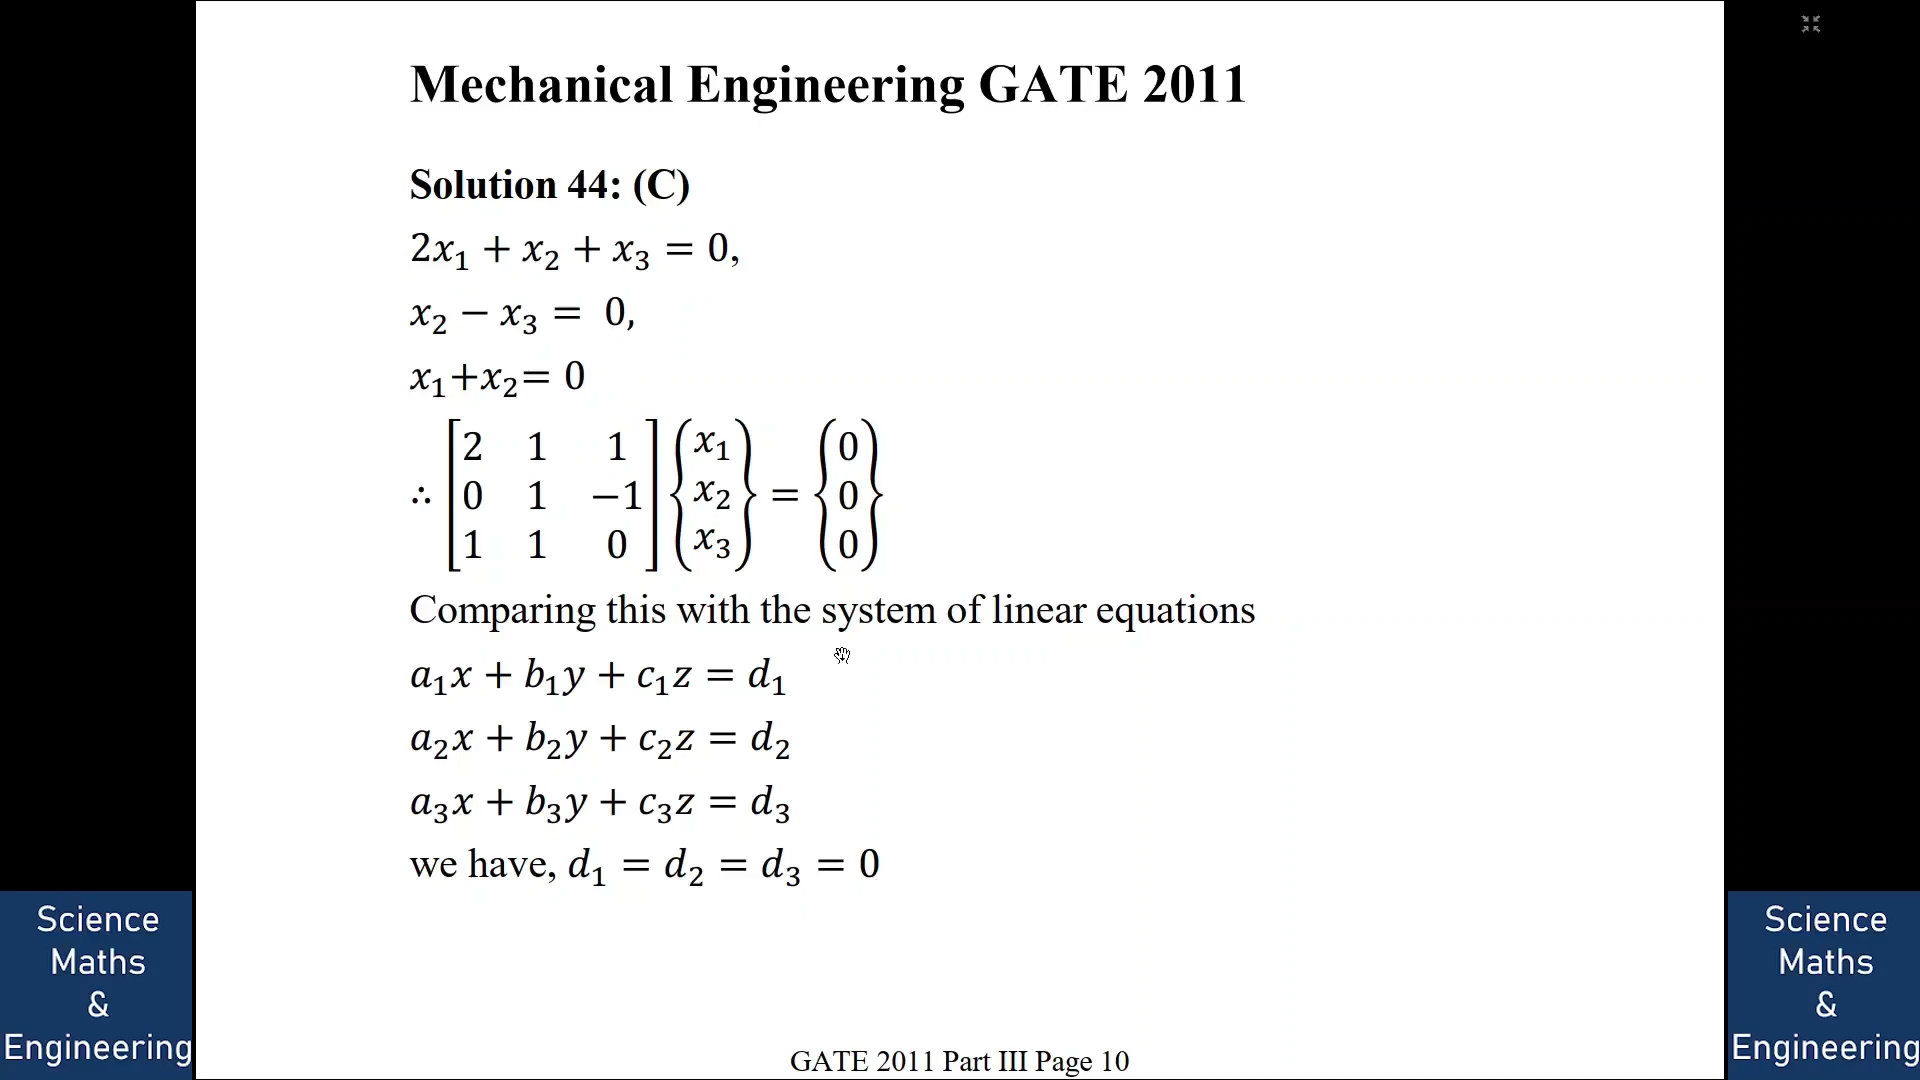 Mechanical Engineering GATE 2011
Solution 44: (C)
2x₁ + x₂ + x₃ = 0,
x₂ − x₃ = 0,
x₁+x₂= 0
∴ [2 1 1; 0 1 −1; 1 1 0] {x₁; x₂; x₃} = {0; 0; 0}
Comparing this with the system of linear equations
a₁x + b₁y + c₁z = d₁
a₂x + b₂y + c₂z = d₂
a₃x + b₃y + c₃z = d₃
we have, d₁ = d₂ = d₃ = 0
Science
Maths
&
Engineering
Science
Maths
&
Engineering
GATE 2011 Part III Page 10